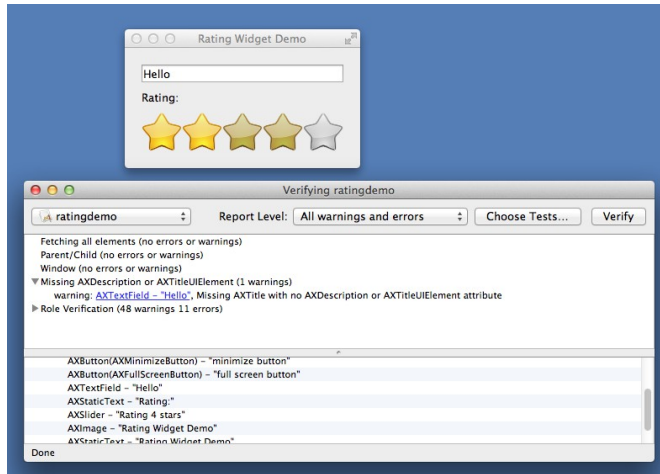 Rating Widget Demo
Hello
Rating:
Verifying ratingdemo
ratingdemo Report Level: All warnings and errors Choose Tests... Verify
Fetching all elements (no errors or warnings)
Parent/Child (no errors or warnings)
Window (no errors or warnings)
Missing AXDescription or AXTitleUIElement (1 warnings)
warning: AXTextField – "Hello", Missing AXTitle with no AXDescription or AXTitleUIElement attribute
Role Verification (48 warnings 11 errors)
AXButton(AXMinimizeButton) – "minimize button"
AXButton(AXFullScreenButton) – "full screen button"
AXTextField – "Hello"
AXStaticText – "Rating:"
AXSlider – "Rating 4 stars"
AXImage – "Rating Widget Demo"
AXStaticText – "Rating Widget Demo"
Done